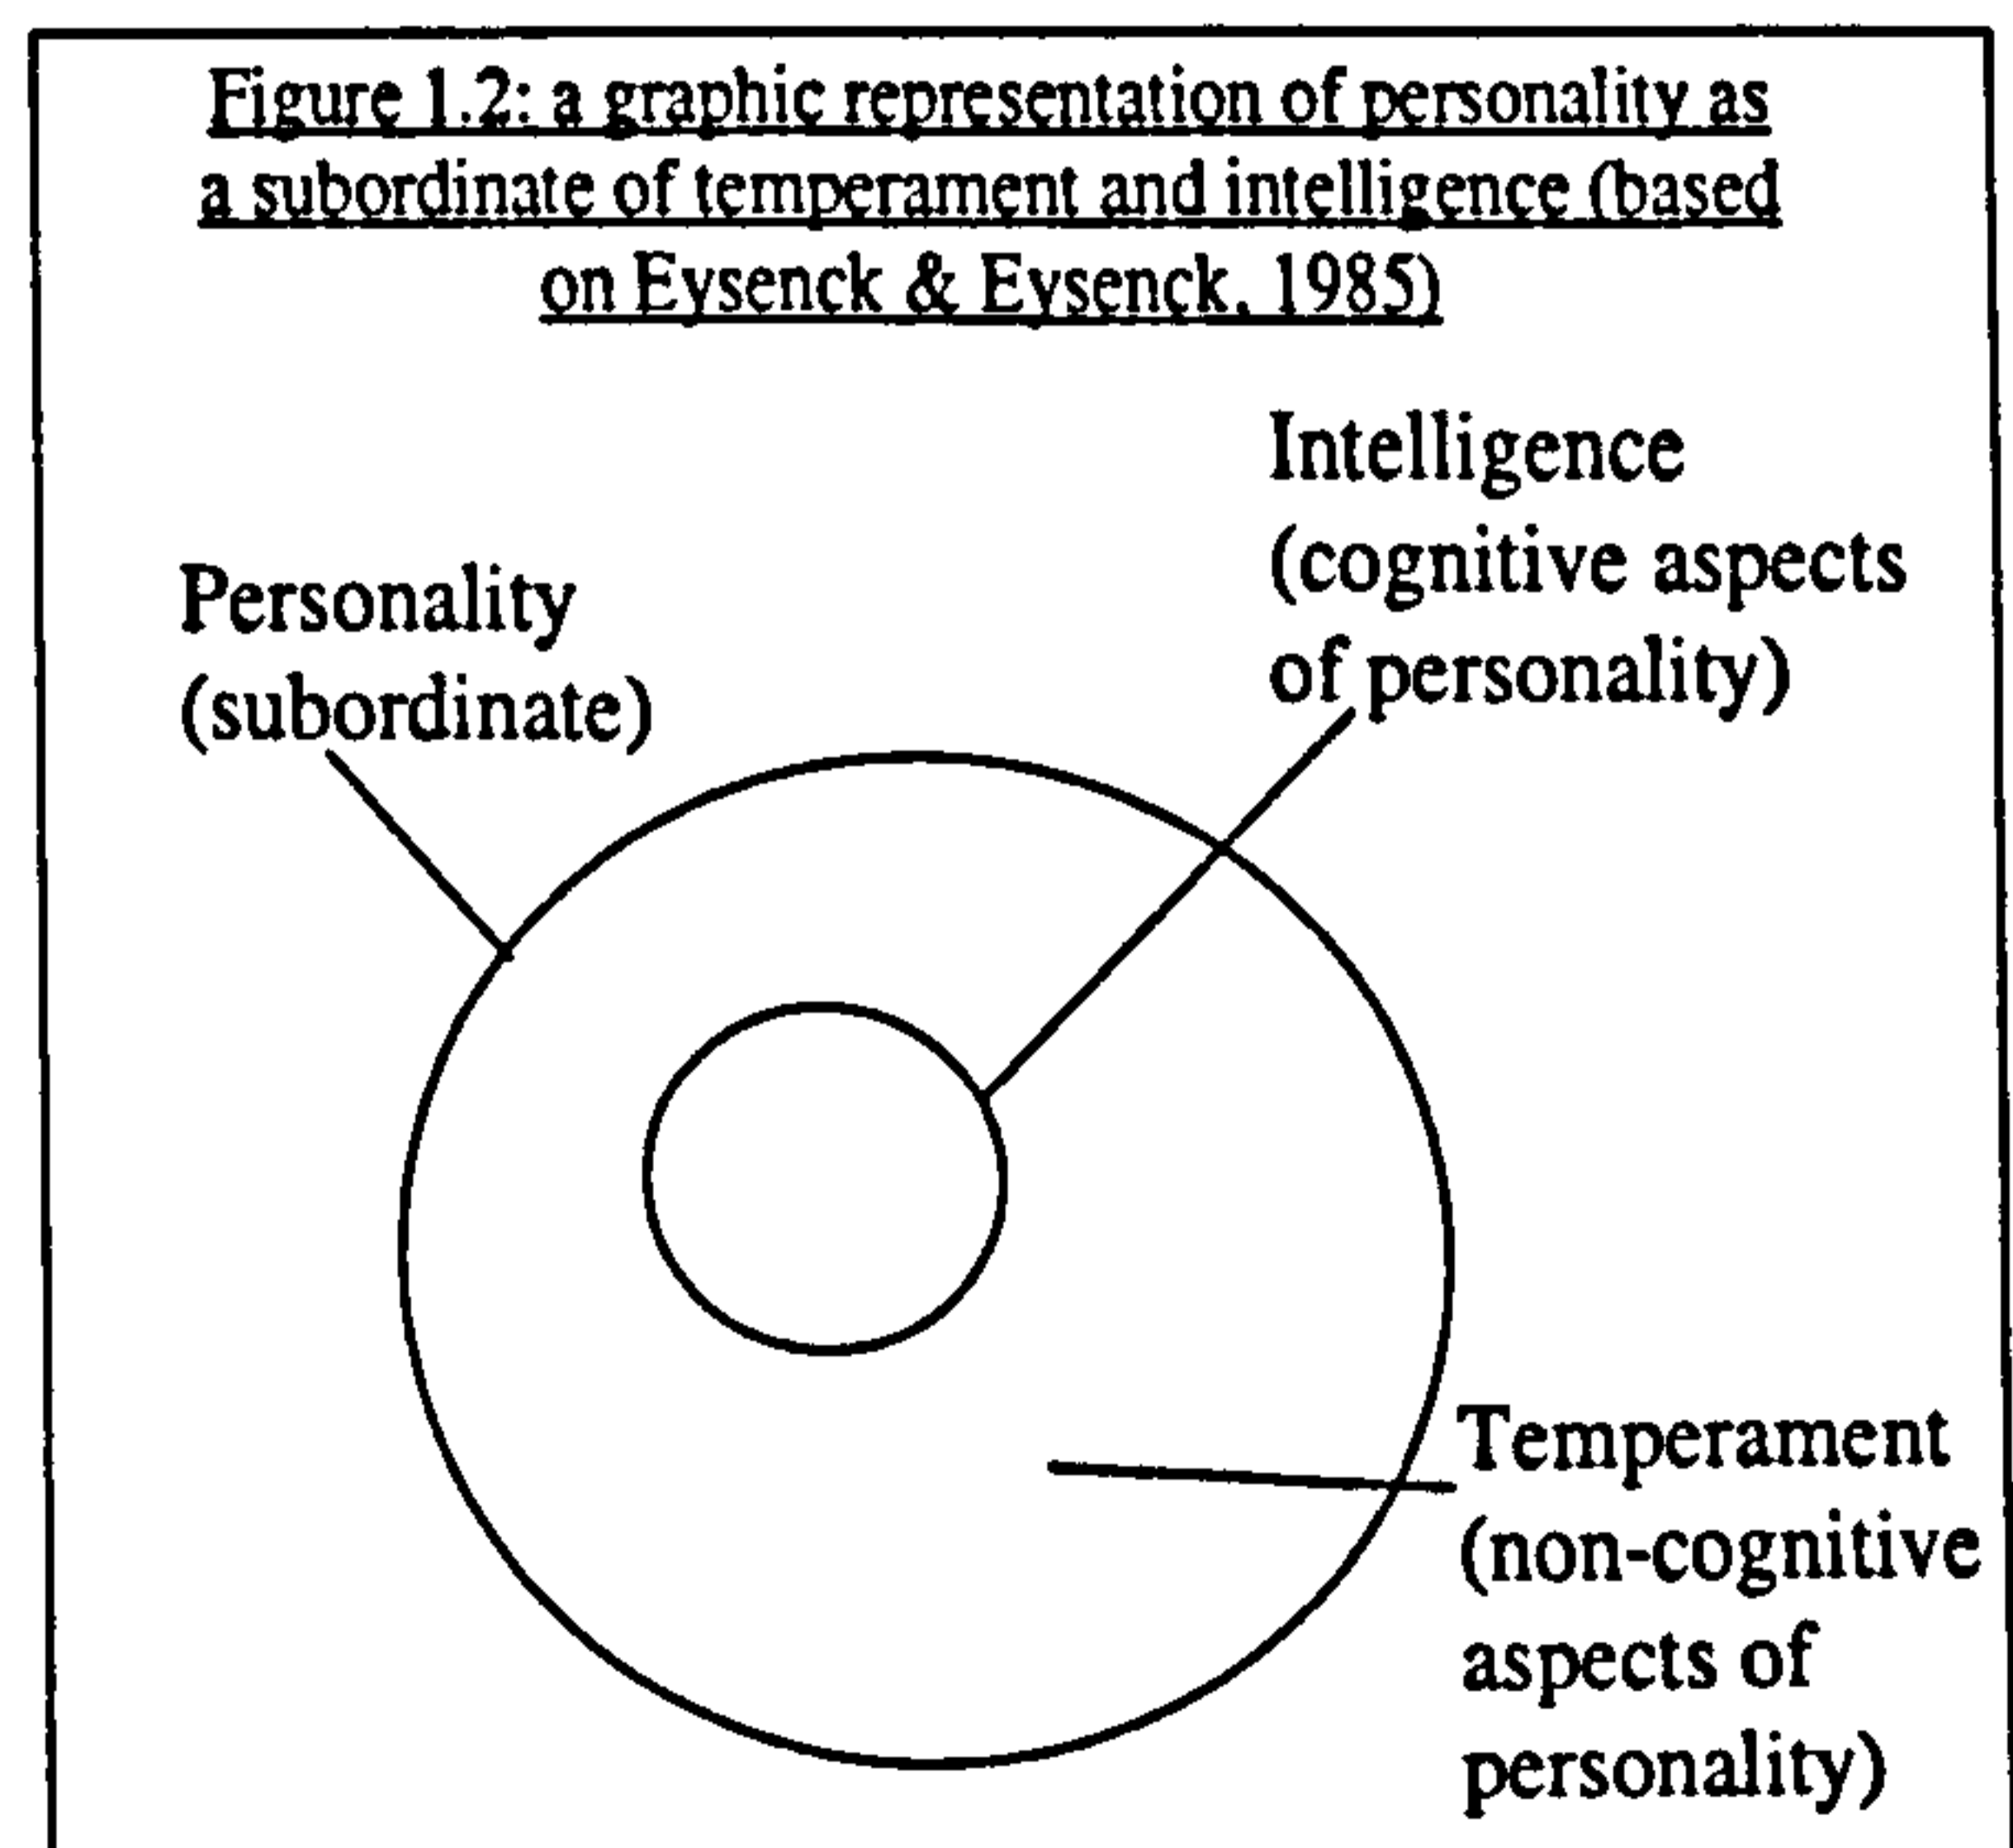 Figure 1.2: a graphic representation of personality as
a subordinate of temperament and intelligence (based
on Eysenck & Eysenck, 1985)
Intelligence
(cognitive aspects
of personality)
Personality
(subordinate)
Temperament
(non-cognitive
aspects of
personality)